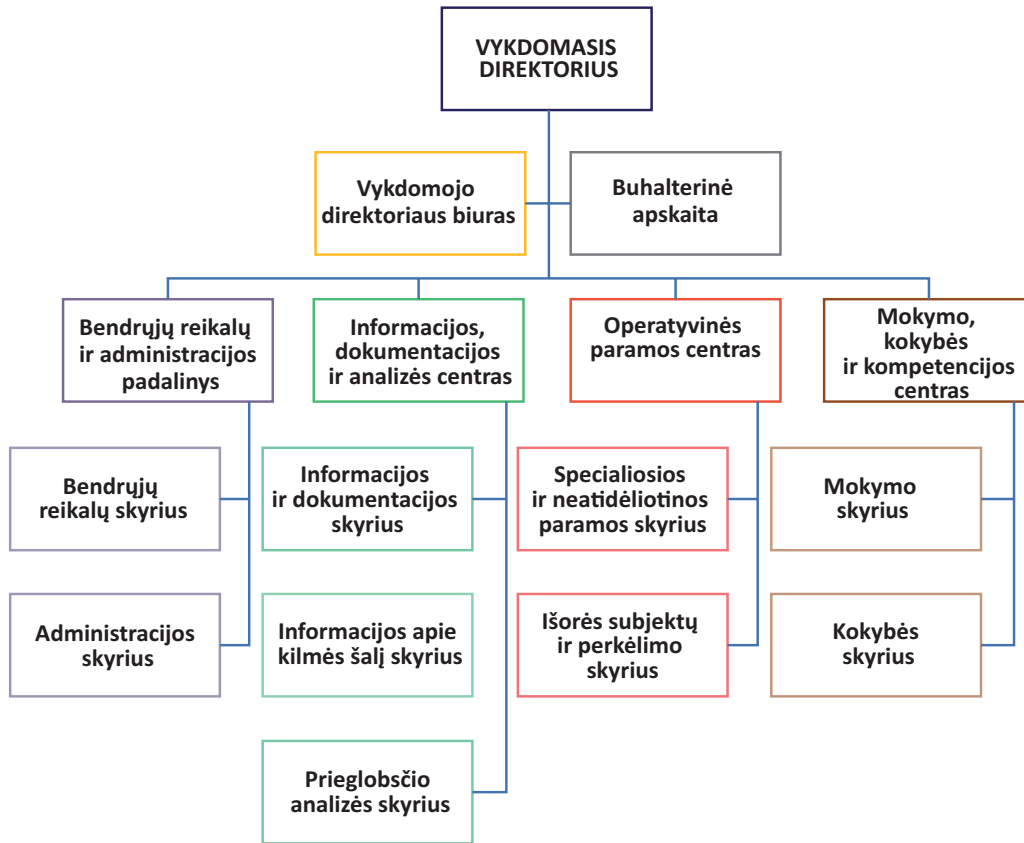 VYKDOMASIS
DIREKTORIUS
Vykdomojo
direktoriaus biuras
Buhalterinė
apskaita
Bendrųjų reikalų
ir administracijos
padalinys
Informacijos,
dokumentacijos
ir analizės centras
Operatyvinės
paramos centras
Mokymo,
kokybės
ir kompetencijos
centras
Bendrųjų
reikalų skyrius
Informacijos
ir dokumentacijos
skyrius
Specialiosios
ir neatidėliotinos
paramos skyrius
Mokymo
skyrius
Administracijos
skyrius
Informacijos apie
kilmės šalį skyrius
Išorės subjektų
ir perkėlimo
skyrius
Kokybės
skyrius
Prieglobsčio
analizės skyrius